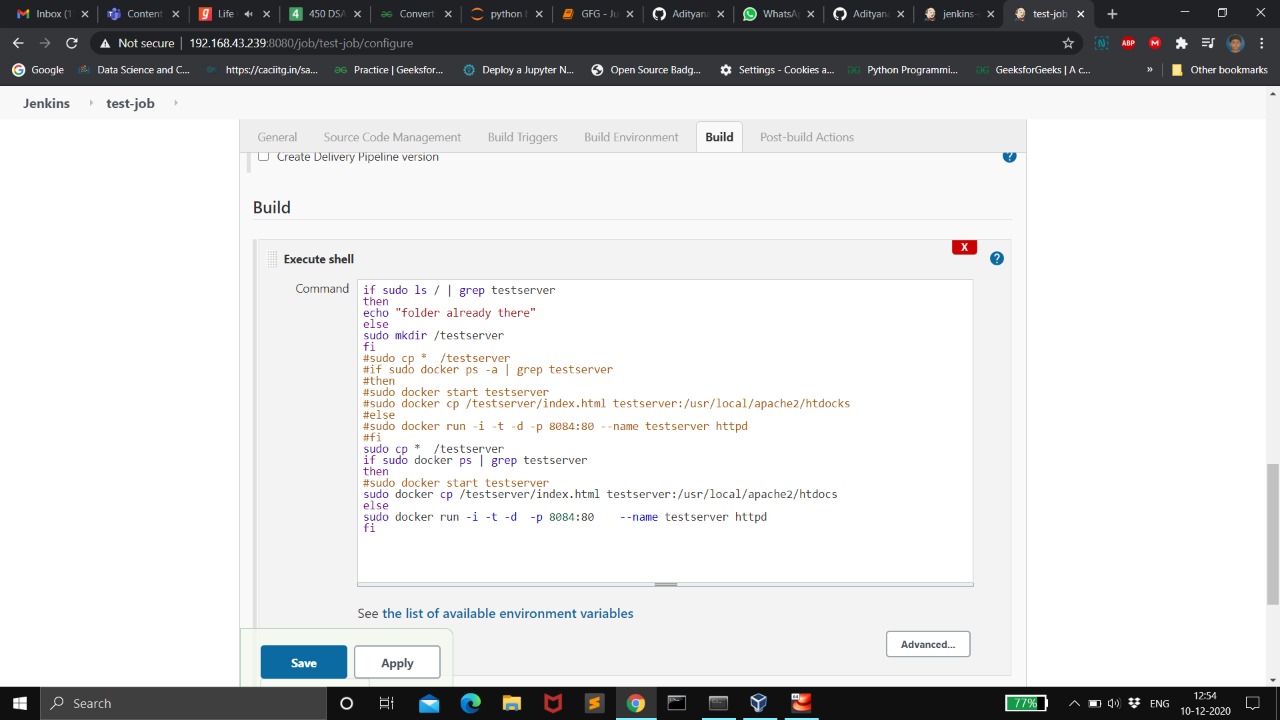 Inbox (1
Content
Life
450 DSA
Convert
python l
GFG - Ju
Adityana
WhatsA
Adityan
jenkins-
test-job
Not secure | 192.168.43.239:8080/job/test-job/configure
ABP
Google
Data Science and C...
https://caciitg.in/sa...
Practice | Geeksfor...
Deploy a Jupyter N...
Open Source Badg...
Settings - Cookies a...
Python Programmi...
GeeksforGeeks | A c...
»
Other bookmarks
Jenkins
test-job
General
Source Code Management
Build Triggers
Build Environment
Build
Post-build Actions
Create Delivery Pipeline version
?
Build
X
Execute shell
?
Command
if sudo ls / | grep testserver
then
echo "folder already there"
else
sudo mkdir /testserver
fi
#sudo cp *  /testserver
#if sudo docker ps -a | grep testserver
#then
#sudo docker start testserver
#sudo docker cp /testserver/index.html testserver:/usr/local/apache2/htdocks
#else
#sudo docker run -i -t -d -p 8084:80 --name testserver httpd
#fi
sudo cp *  /testserver
if sudo docker ps | grep testserver
then
#sudo docker start testserver
sudo docker cp /testserver/index.html testserver:/usr/local/apache2/htdocs
else
sudo docker run -i -t -d  -p 8084:80    --name testserver httpd
fi
See the list of available environment variables
Advanced...
Save
Apply
Search
77%
ENG
12:54
10-12-2020